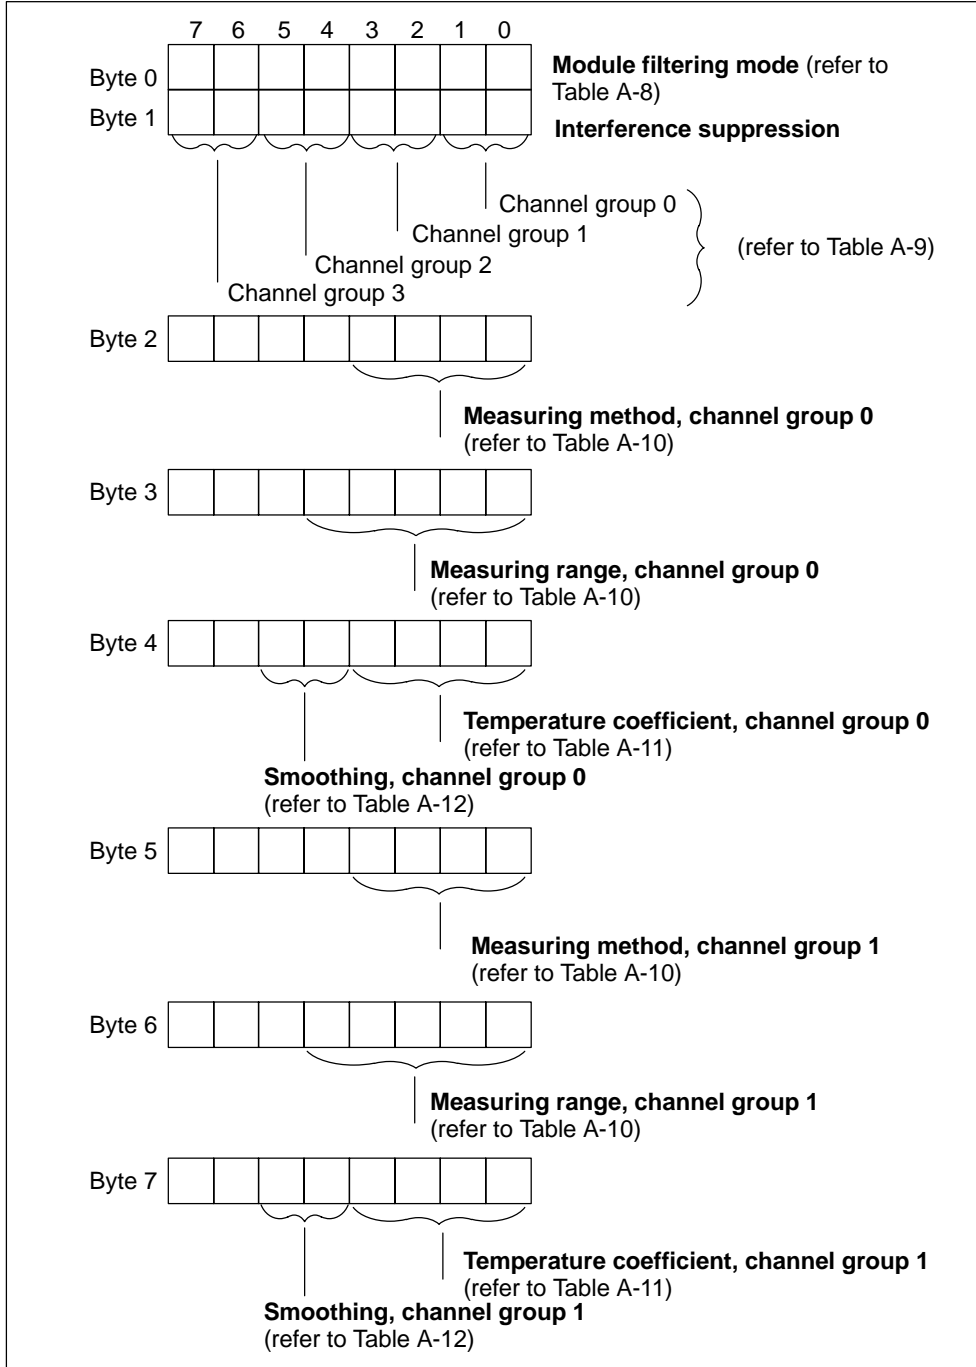 7 6 5 4 3 2 1 0
Byte 0
Module filtering mode (refer to
Table A-8)
Byte 1
Interference suppression
Channel group 0
Channel group 1
(refer to Table A-9)
Channel group 2
Channel group 3
Byte 2
Measuring method, channel group 0
(refer to Table A-10)
Byte 3
Measuring range, channel group 0
(refer to Table A-10)
Byte 4
Temperature coefficient, channel group 0
(refer to Table A-11)
Smoothing, channel group 0
(refer to Table A-12)
Byte 5
Measuring method, channel group 1
(refer to Table A-10)
Byte 6
Measuring range, channel group 1
(refer to Table A-10)
Byte 7
Temperature coefficient, channel group 1
(refer to Table A-11)
Smoothing, channel group 1
(refer to Table A-12)